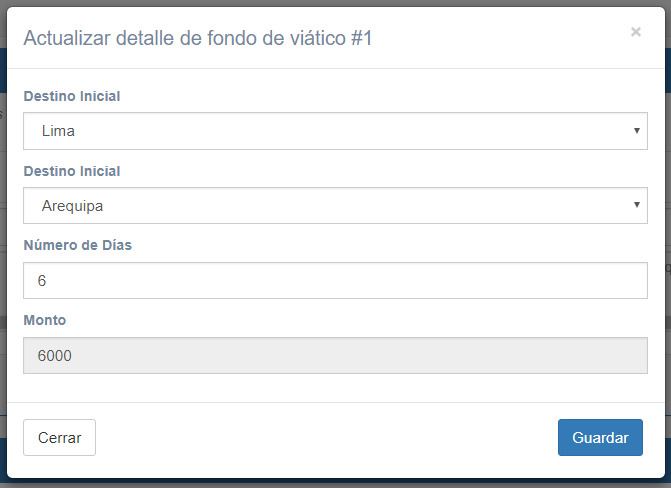 Actualizar detalle de fondo de viático #1
×
Destino Inicial
Lima
Destino Inicial
Arequipa
Número de Días
6
Monto
6000
Cerrar
Guardar